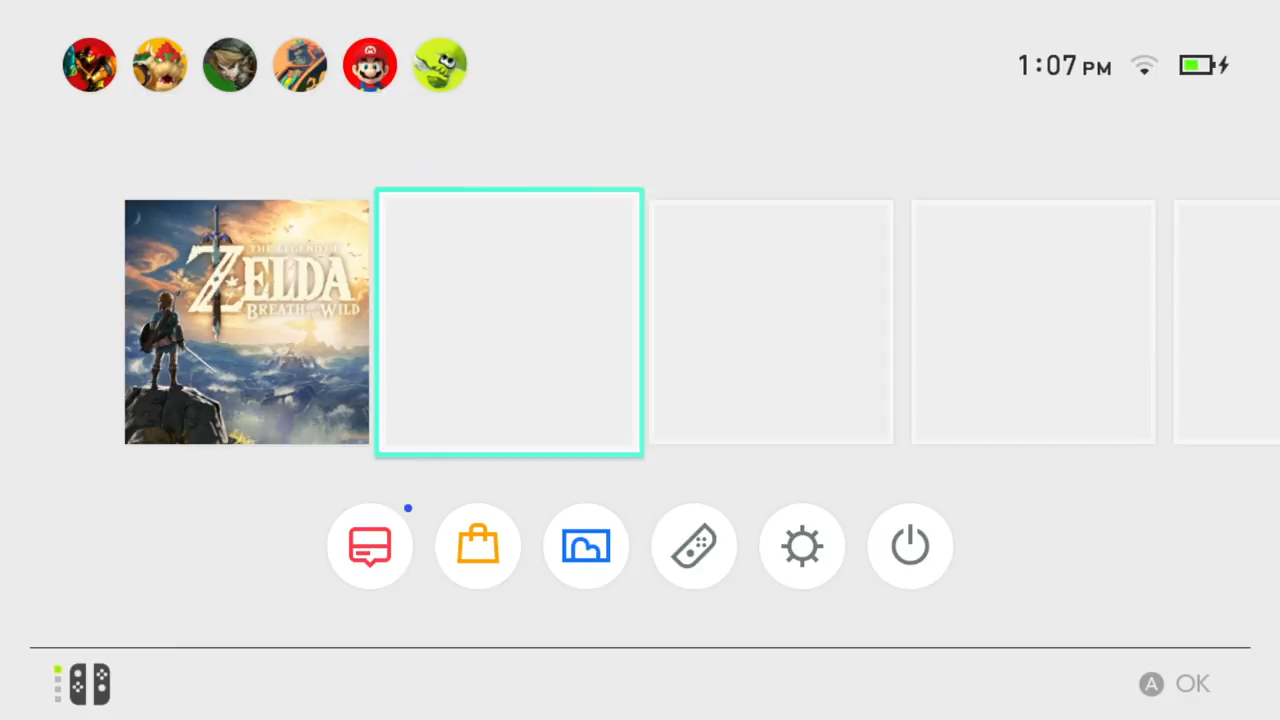 1:07 PM
THE LEGEND OF
ZELDA
BREATH OF THE WILD
A OK